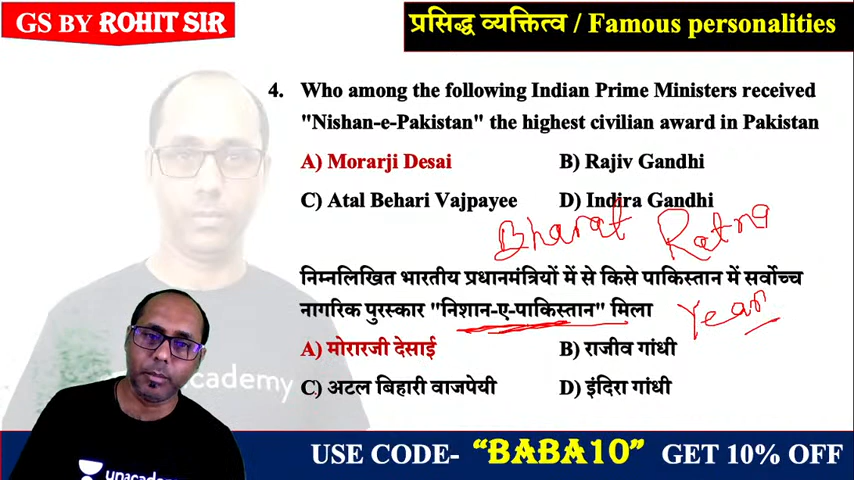 GS BY ROHIT SIR
प्रसिद्ध व्यक्तित्व / Famous personalities
4. Who among the following Indian Prime Ministers received
"Nishan-e-Pakistan" the highest civilian award in Pakistan
A) Morarji Desai B) Rajiv Gandhi
C) Atal Behari Vajpayee D) Indira Gandhi
Bharat Ratna
निम्नलिखित भारतीय प्रधानमंत्रियों में से किसे पाकिस्तान में सर्वोच्च
नागरिक पुरस्कार "निशान-ए-पाकिस्तान" मिला
Year
A) मोरारजी देसाई B) राजीव गांधी
C) अटल बिहारी वाजपेयी D) इंदिरा गांधी
unacademy
USE CODE- “BABA10” GET 10% OFF